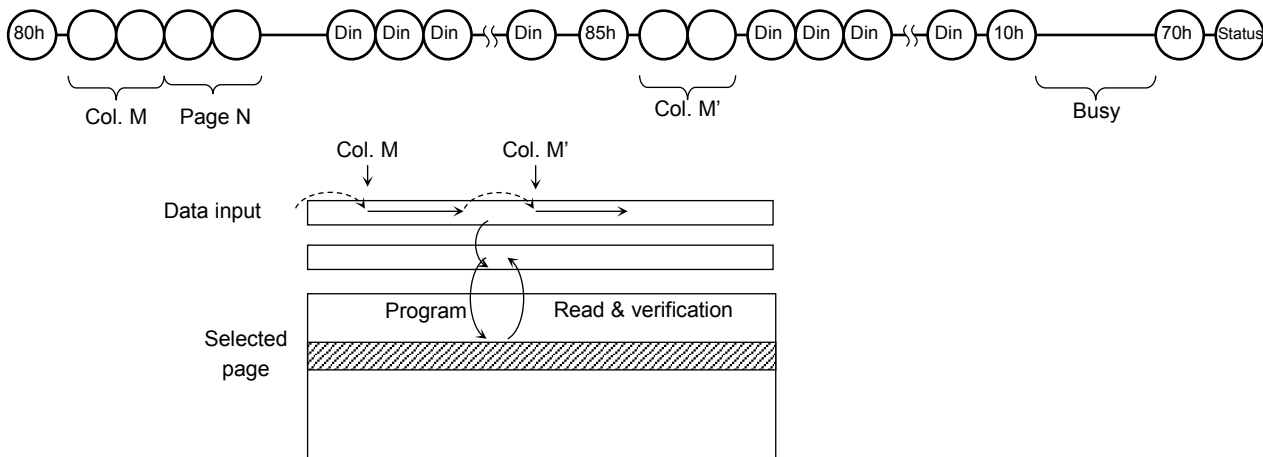 80h Din Din Din Din 85h Din Din Din Din 10h 70h Status
Col. M Page N Col. M’ Busy
Col. M Col. M’
Data input
Program Read & verification
Selected
page